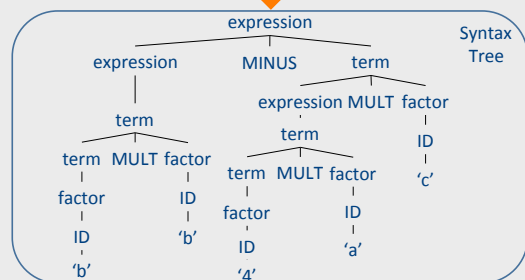 expression
Syntax
Tree
expression MINUS term
expression MULT factor
term term ID
term MULT factor term MULT factor 'c'
factor ID factor ID
ID 'b' ID 'a'
'b' '4'